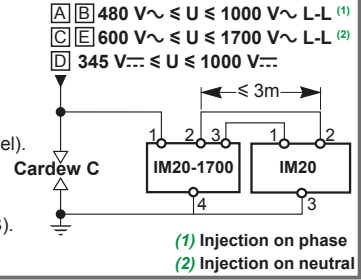 A B 480 V~ ≤ U ≤ 1000 V~ L-L (1)
C E 600 V~ ≤ U ≤ 1700 V~ L-L (2)
D 345 V⎓ ≤ U ≤ 1000 V⎓
≤ 3m
1 2 3 1 2
el).
Cardew C IM20-1700 IM20
4 3
).
(1) Injection on phase
(2) Injection on neutral